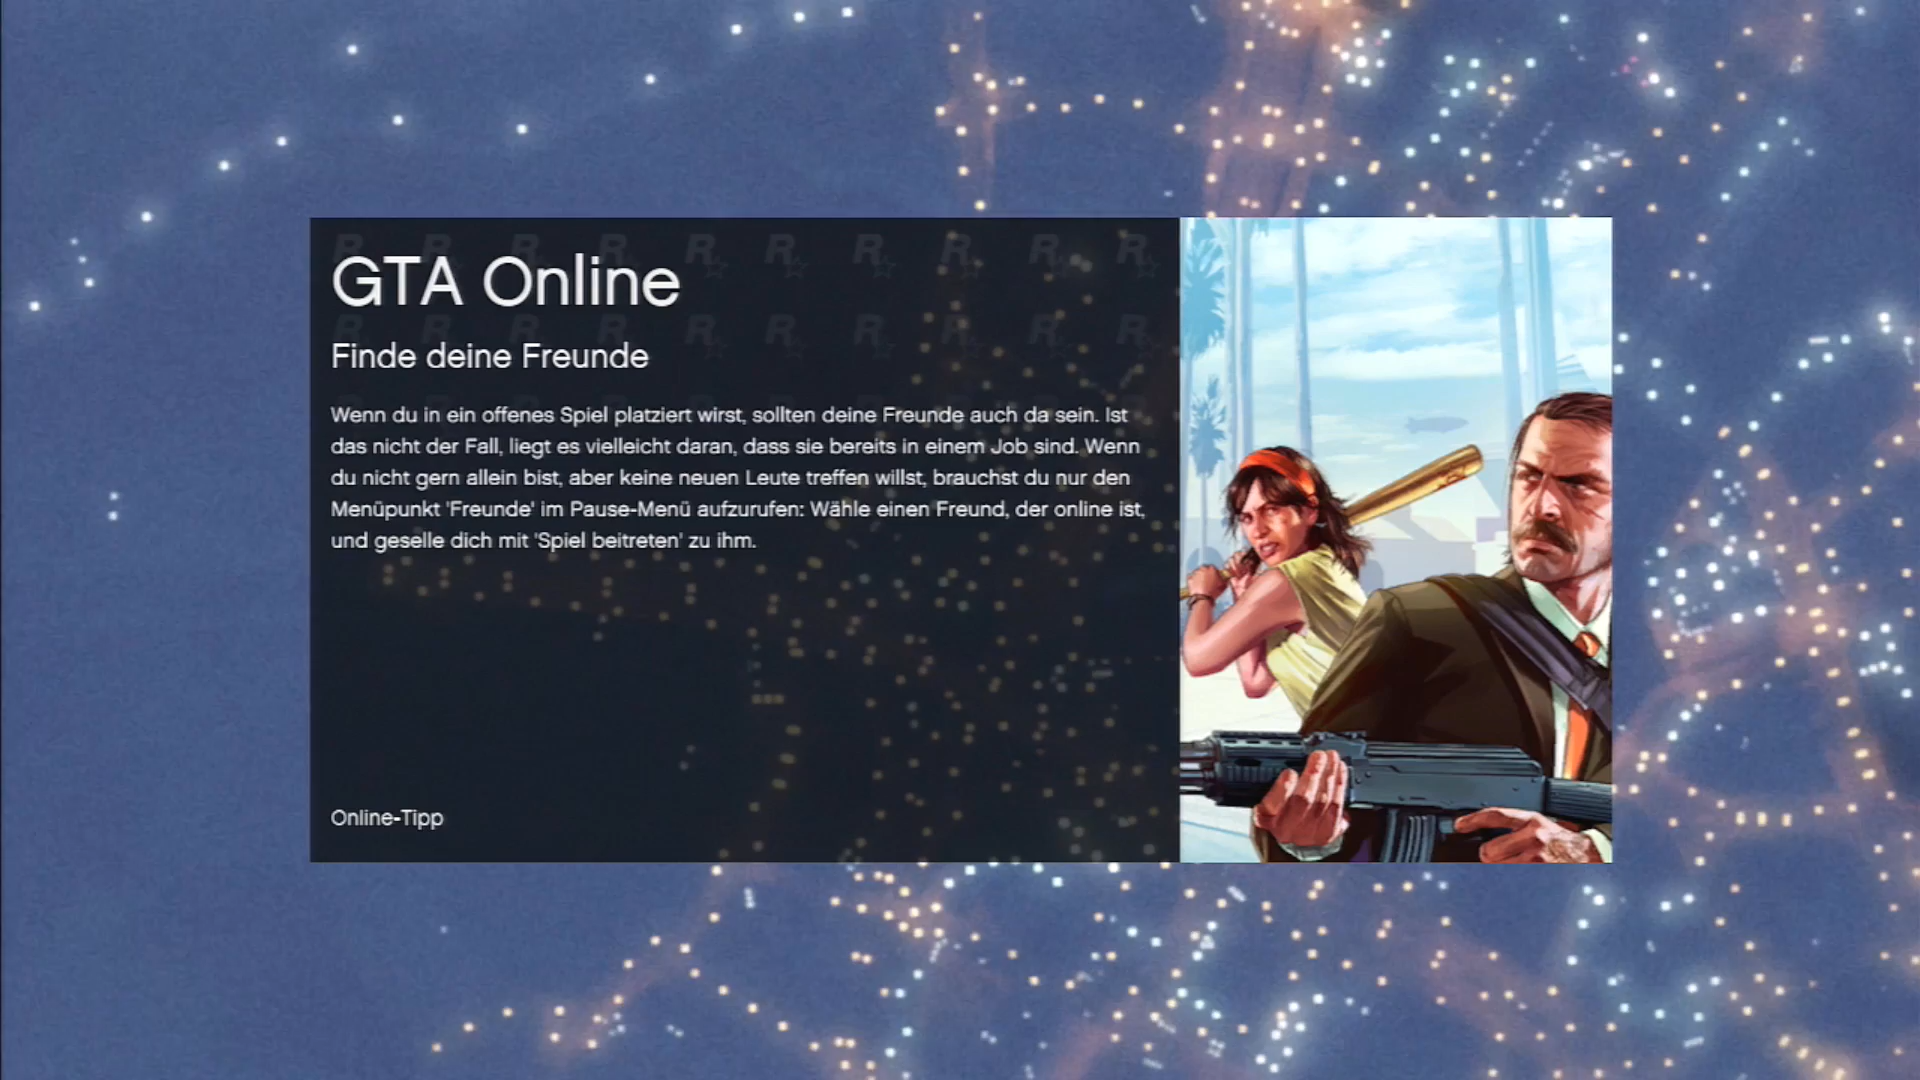 GTA Online
Finde deine Freunde
Wenn du in ein offenes Spiel platziert wirst, sollten deine Freunde auch da sein. Ist
das nicht der Fall, liegt es vielleicht daran, dass sie bereits in einem Job sind. Wenn
du nicht gern allein bist, aber keine neuen Leute treffen willst, brauchst du nur den
Menüpunkt 'Freunde' im Pause-Menü aufzurufen: Wähle einen Freund, der online ist,
und geselle dich mit 'Spiel beitreten' zu ihm.
Online-Tipp